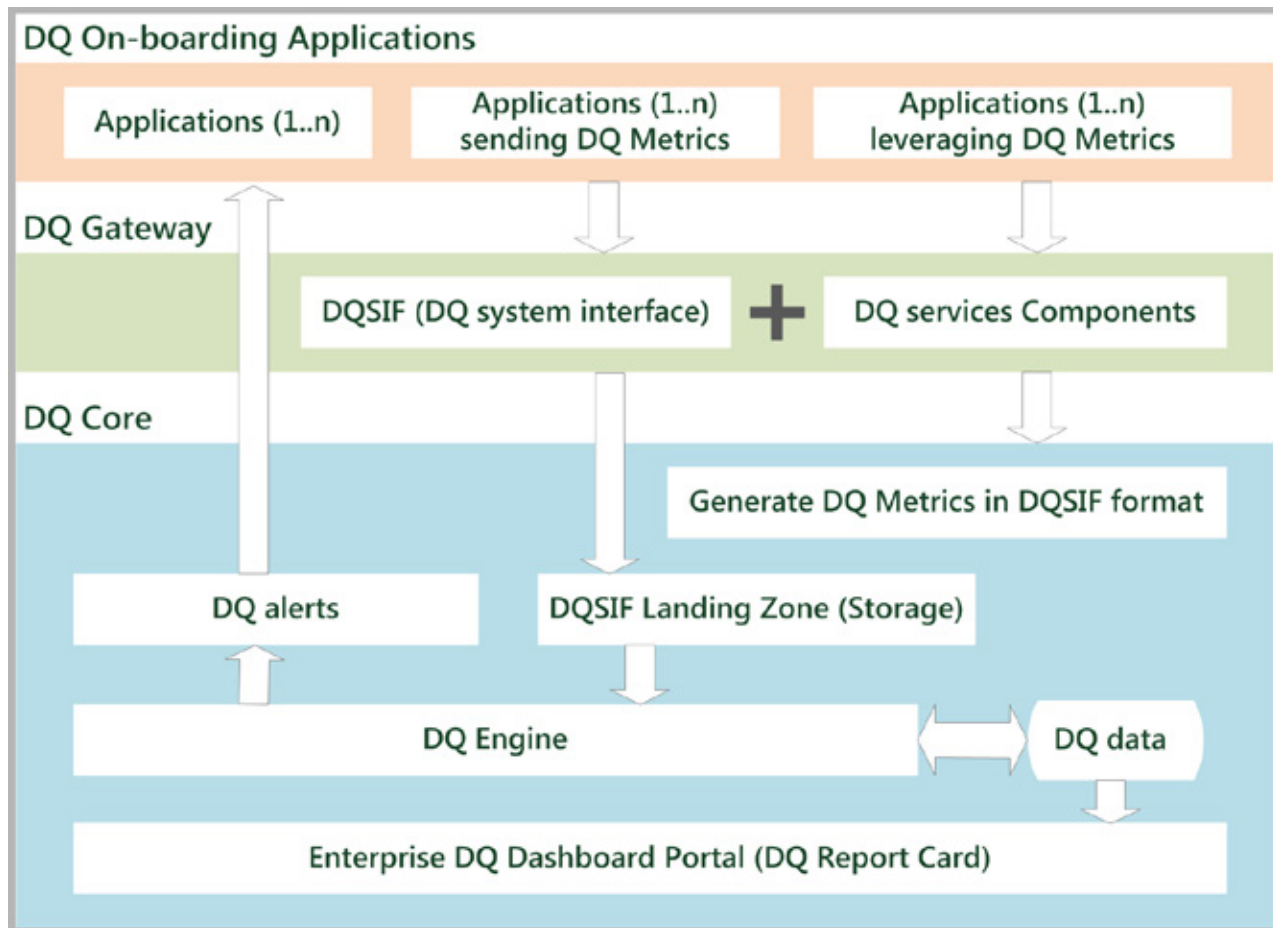 DQ On-boarding Applications
Applications (1..n)
Applications (1..n)
sending DQ Metrics
Applications (1..n)
leveraging DQ Metrics
DQ Gateway
DQSIF (DQ system interface)
DQ services Components
DQ Core
Generate DQ Metrics in DQSIF format
DQ alerts
DQSIF Landing Zone (Storage)
DQ Engine
DQ data
Enterprise DQ Dashboard Portal (DQ Report Card)